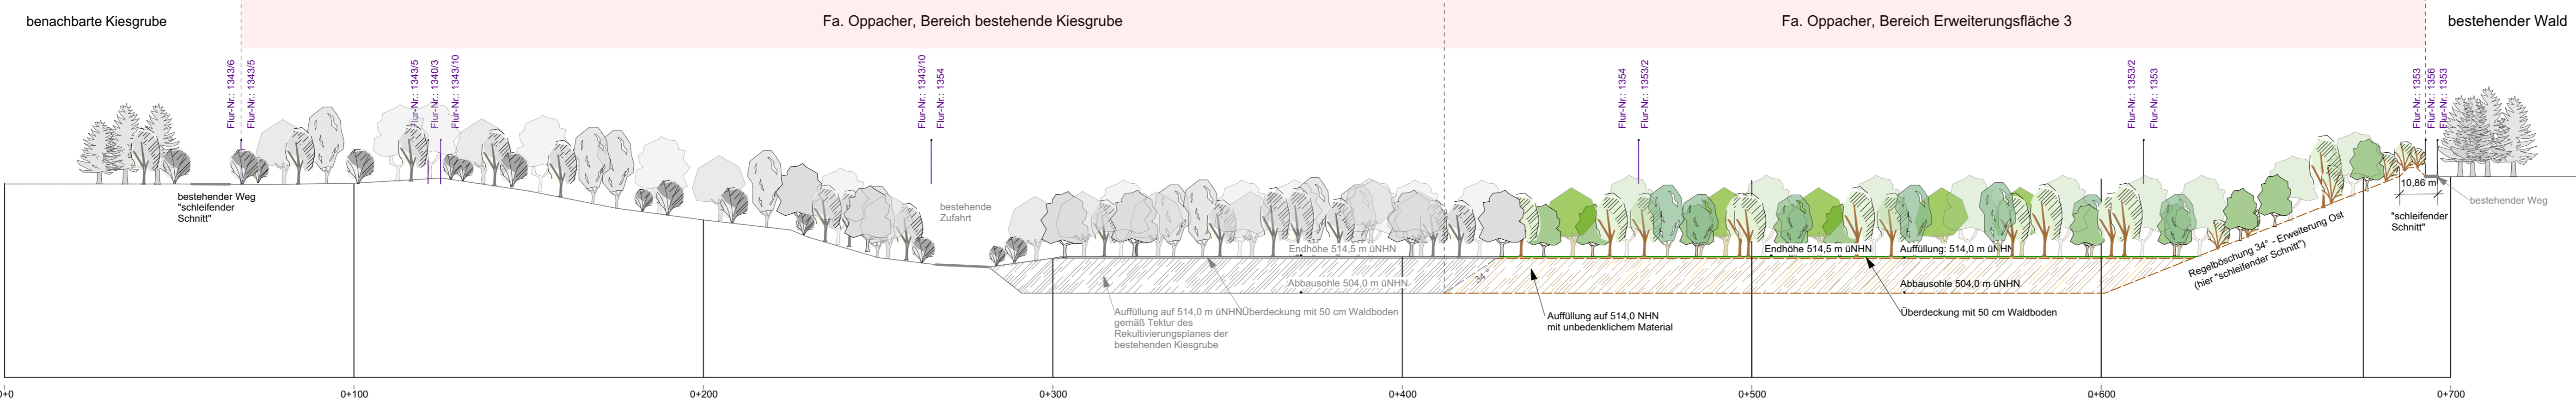 benachbarte Kiesgrube
Fa. Oppacher, Bereich bestehende Kiesgrube
Fa. Oppacher, Bereich Erweiterungsfläche 3
bestehender Wald
Flur-Nr.: 1343/6
Flur-Nr.: 1343/5
Flur-Nr.: 1343/5
Flur-Nr.: 1340/3
Flur-Nr.: 1343/10
Flur-Nr.: 1343/10
Flur-Nr.: 1354
Flur-Nr.: 1354
Flur-Nr.: 1353/2
Flur-Nr.: 1353/2
Flur-Nr.: 1353
Flur-Nr.: 1353
Flur-Nr.: 1356
Flur-Nr.: 1353
bestehender Weg
"schleifender
Schnitt"
bestehende
Zufahrt
Endhöhe 514,5 m üNHN
Abbausohle 504,0 m üNHN
34 °
Auffüllung auf 514,0 m üNHN
gemäß Tektur des
Rekultivierungsplanes der
bestehenden Kiesgrube
Überdeckung mit 50 cm Waldboden
Auffüllung auf 514,0 NHN
mit unbedenklichem Material
Endhöhe 514,5 m üNHN
Auffüllung: 514,0 m üNHN
Abbausohle 504,0 m üNHN
Überdeckung mit 50 cm Waldboden
Regelböschung 34° - Erweiterung Ost
(hier "schleifender Schnitt")
10,86 m
"schleifender
Schnitt"
bestehender Weg
0+0
0+100
0+200
0+300
0+400
0+500
0+600
0+700